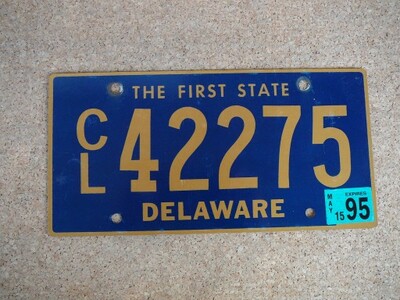 THE FIRST STATE
CL 42275
DELAWARE
MAY 15 EXPIRES 95